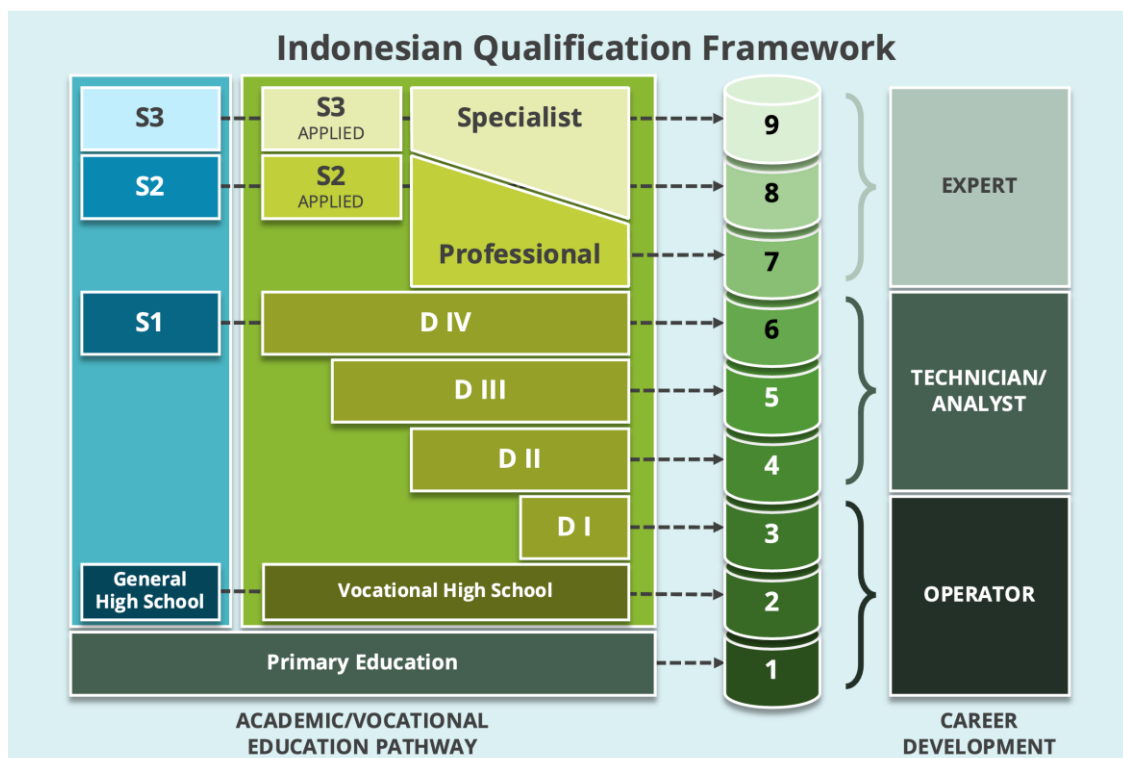 Indonesian Qualification Framework
S3
S3
APPLIED
Specialist
9
S2
S2
APPLIED
8
EXPERT
Professional
7
S1
D IV
6
D III
5
TECHNICIAN/
ANALYST
D II
4
D I
3
General
High School
Vocational High School
2
OPERATOR
Primary Education
1
ACADEMIC/VOCATIONAL
EDUCATION PATHWAY
CAREER
DEVELOPMENT